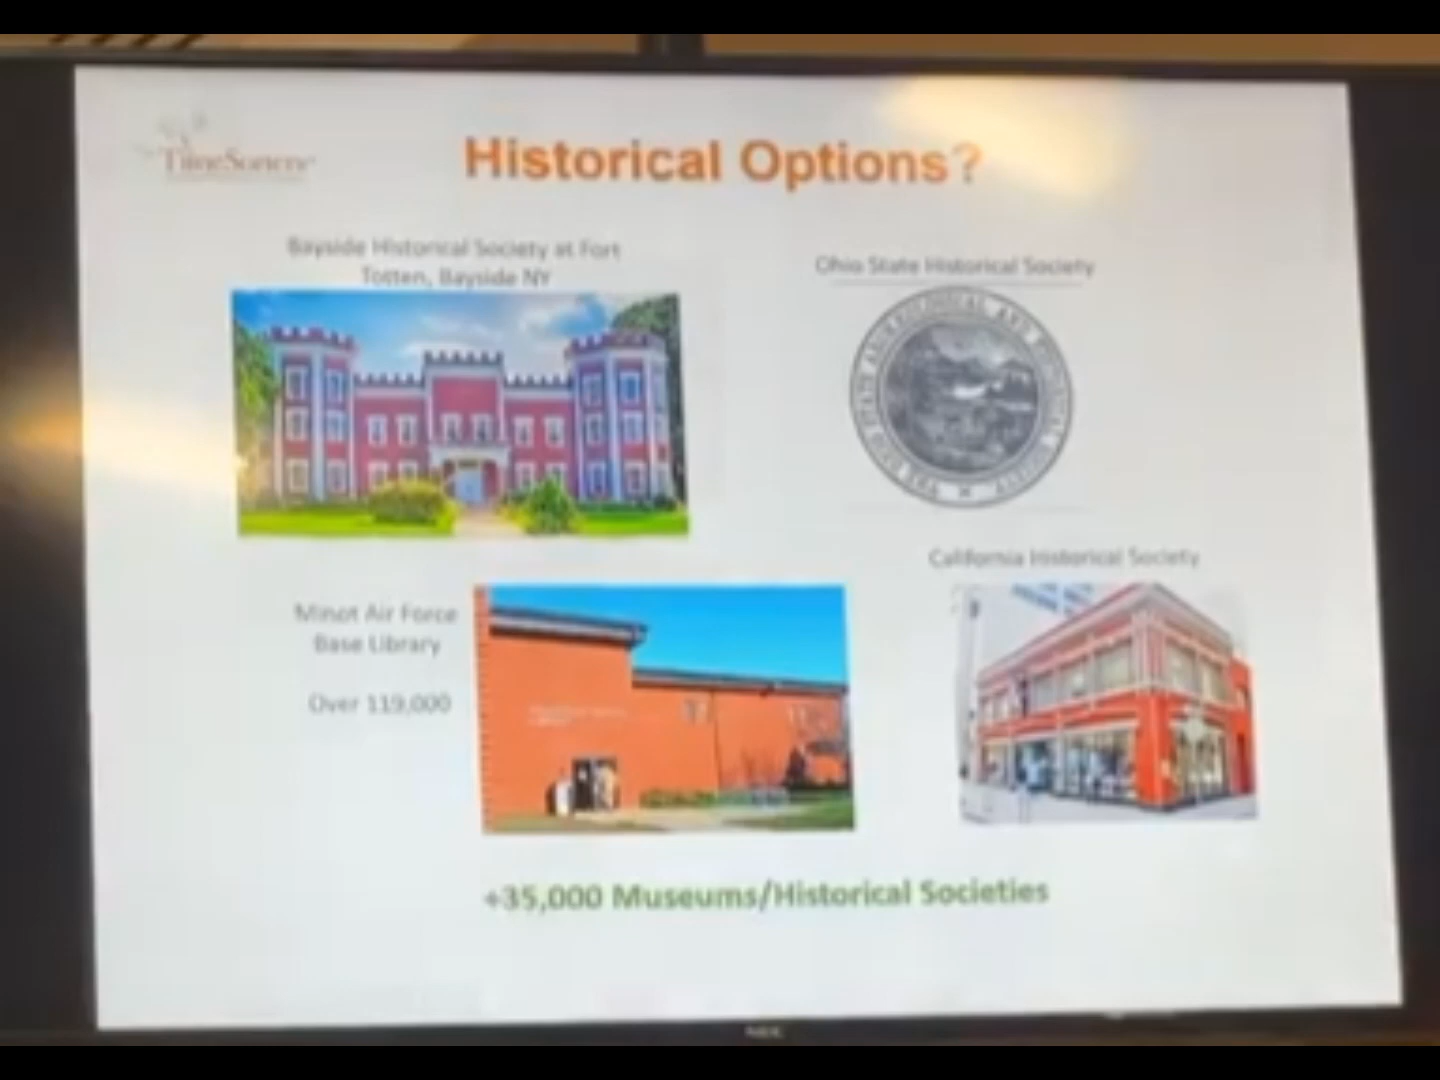 Historical Options?
Bayside Historical Society at Fort
Totten, Bayside NY
Ohio State Historical Society
California Historical Society
Minot Air Force
Base Library
Over 119,000
+35,000 Museums/Historical Societies
NEC